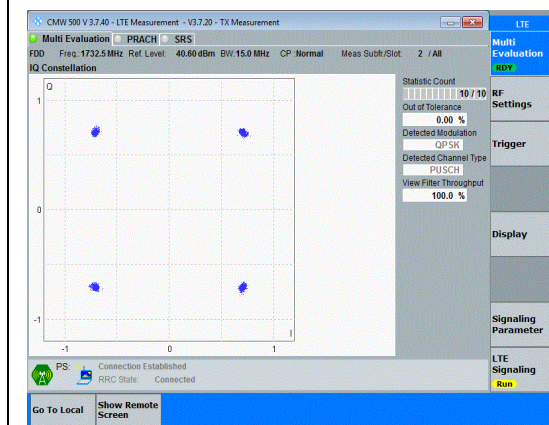 CMW 500 V 3.7.40 - LTE Measurement - V3.7.20 - TX Measurement
LTE
Multi Evaluation PRACH SRS
Multi
Evaluation
RDY
FDD Freq.:1732.5 MHz Ref. Level: 40.60 dBm BW:15.0 MHz CP :Normal Meas Subfr./Slot: 2 / All
IQ Constellation
Q
Statistic Count
10 / 10
RF
Settings
Out of Tolerance
0.00 %
Detected Modulation
QPSK
Trigger
Detected Channel Type
PUSCH
View Filter Throughput
100.0 %
1
0
-1
Display
I
-1 0 1
Signaling
Parameter
PS: Connection Established
RRC State: Connected
LTE
Signaling
Run
Go To Local
Show Remote
Screen